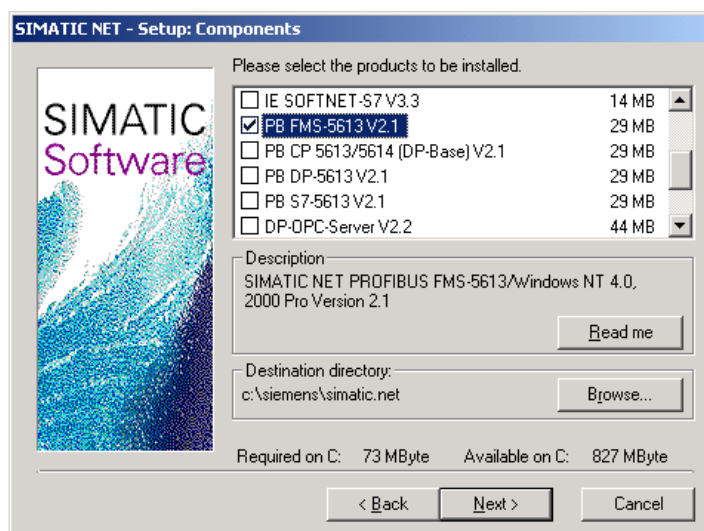 SIMATIC NET - Setup: Components
Please select the products to be installed.
SIMATIC
Software
IE SOFTNET-S7 V3.3 14 MB
PB FMS-5613 V2.1 29 MB
PB CP 5613/5614 (DP-Base) V2.1 29 MB
PB DP-5613 V2.1 29 MB
PB S7-5613 V2.1 29 MB
DP-OPC-Server V2.2 44 MB
Description
SIMATIC NET PROFIBUS FMS-5613/Windows NT 4.0,
2000 Pro Version 2.1
Read me
Destination directory:
c:\siemens\simatic.net
Browse...
Required on C: 73 MByte Available on C: 827 MByte
< Back Next > Cancel